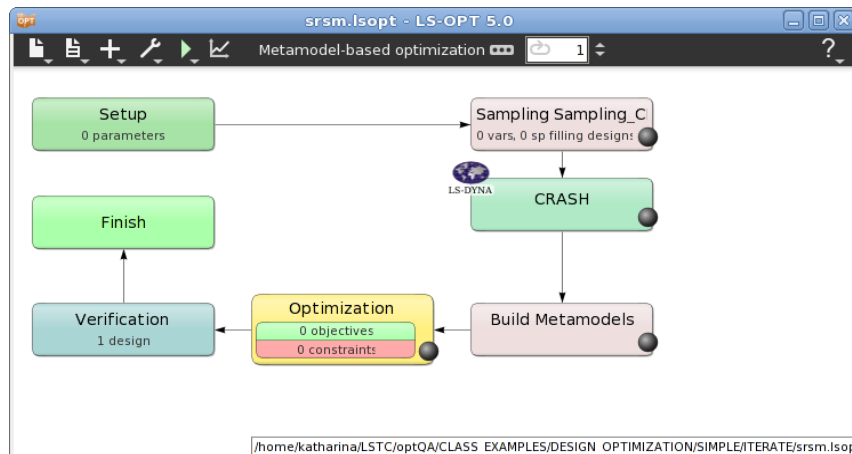 OPT
srsm.lsopt - LS-OPT 5.0
Metamodel-based optimization 1 ?
Setup
0 parameters
Sampling Sampling_C
0 vars, 0 sp filling designs
LS-DYNA
CRASH
Finish
Build Metamodels
Optimization
0 objectives
0 constraints
Verification
1 design
/home/katharina/LSTC/optQA/CLASS_EXAMPLES/DESIGN_OPTIMIZATION/SIMPLE/ITERATE/srsm.lsop